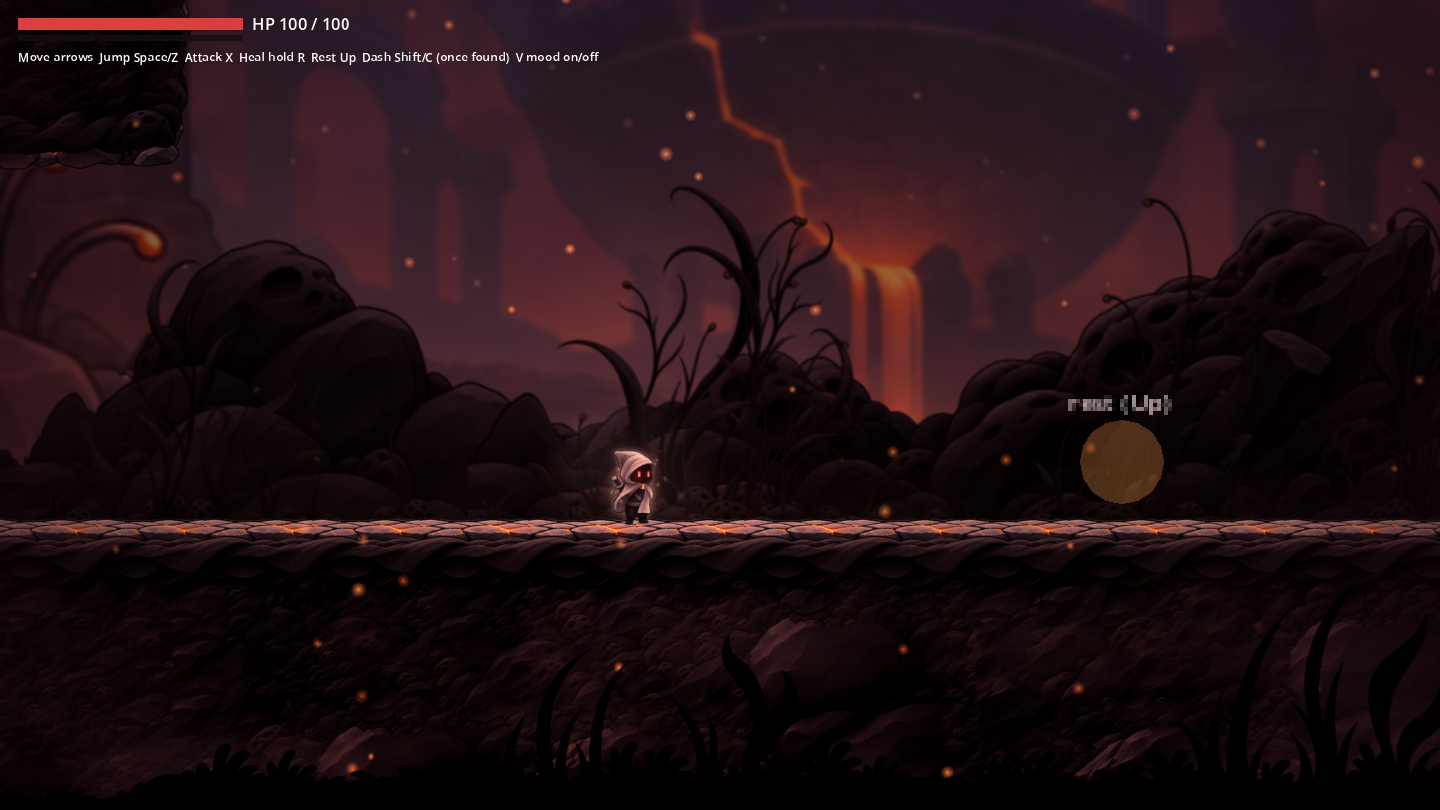 HP 100 / 100
Move arrows Jump Space/Z Attack X Heal hold R Rest Up Dash Shift/C (once found) V mood on/off
rest (Up)